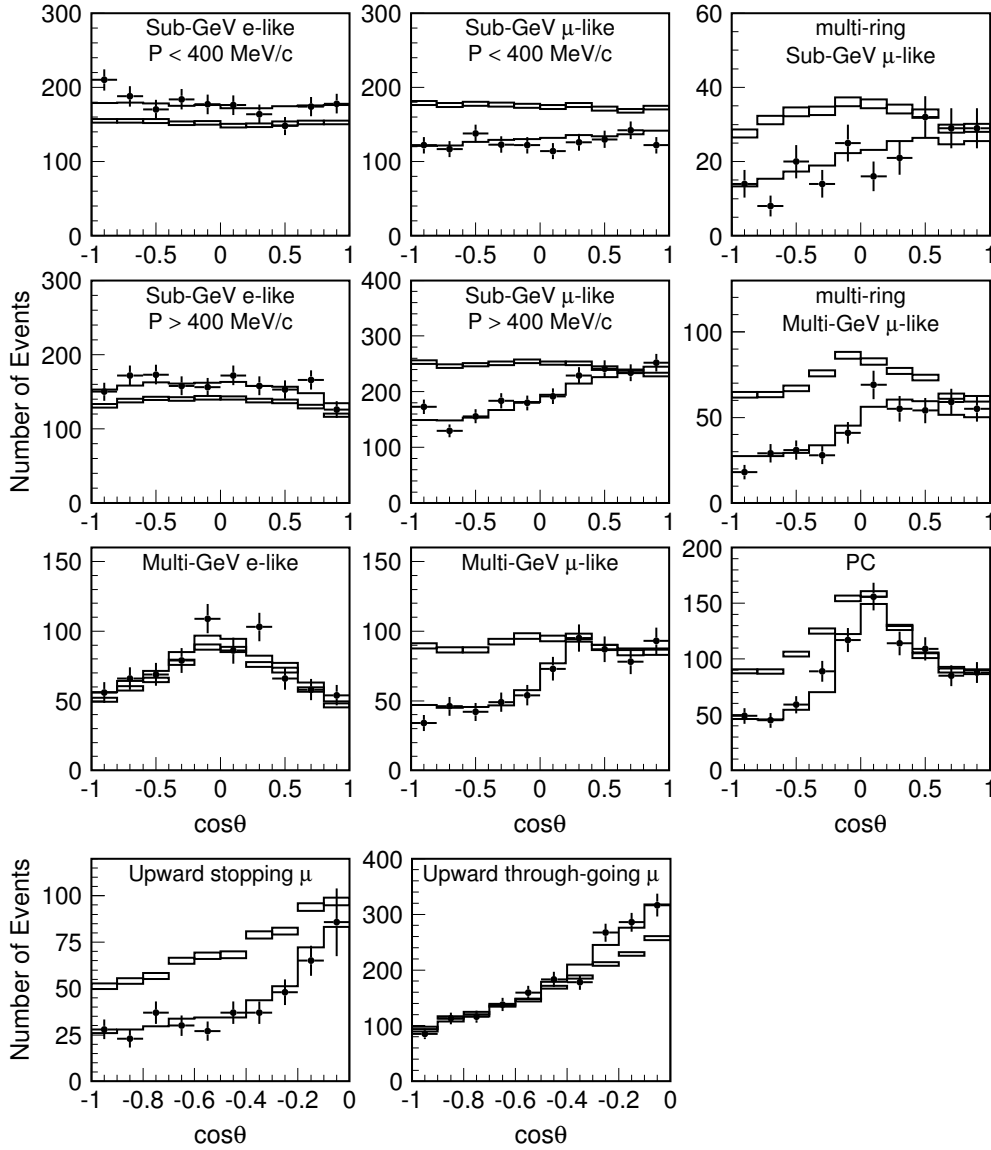 Sub-GeV e-like
P < 400 MeV/c
300
200
100
0
-1 -0.5 0 0.5 1
Sub-GeV μ-like
P < 400 MeV/c
300
200
100
0
-1 -0.5 0 0.5 1
multi-ring
Sub-GeV μ-like
60
40
20
0
-1 -0.5 0 0.5 1
Number of Events
Sub-GeV e-like
P > 400 MeV/c
300
200
100
0
-1 -0.5 0 0.5 1
Sub-GeV μ-like
P > 400 MeV/c
400
300
200
100
0
-1 -0.5 0 0.5 1
multi-ring
Multi-GeV μ-like
100
50
0
-1 -0.5 0 0.5 1
Multi-GeV e-like
150
100
50
0
-1 -0.5 0 0.5 1
cosθ
Multi-GeV μ-like
150
100
50
0
-1 -0.5 0 0.5 1
cosθ
PC
200
150
100
50
0
-1 -0.5 0 0.5 1
cosθ
Number of Events
Upward stopping μ
100
75
50
25
0
-1 -0.8 -0.6 -0.4 -0.2 0
cosθ
Upward through-going μ
400
300
200
100
0
-1 -0.8 -0.6 -0.4 -0.2 0
cosθ